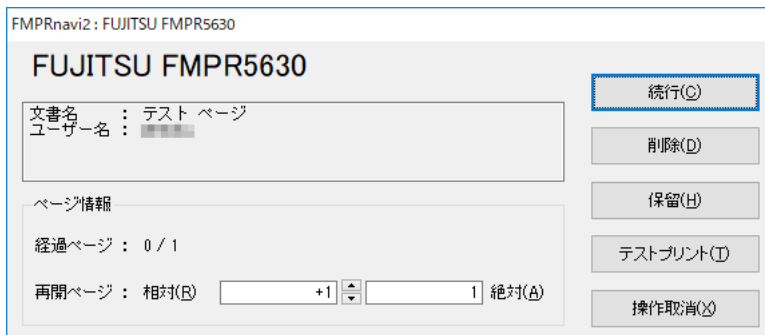 FMPRnavi2 : FUJITSU FMPR5630
FUJITSU FMPR5630
続行(C)
文書名 : テスト ページ
ユーザー名 :
削除(D)
ページ情報
保留(H)
経過ページ : 0 / 1
テストプリント(T)
再開ページ : 相対(R) +1 1 絶対(A)
操作取消(X)